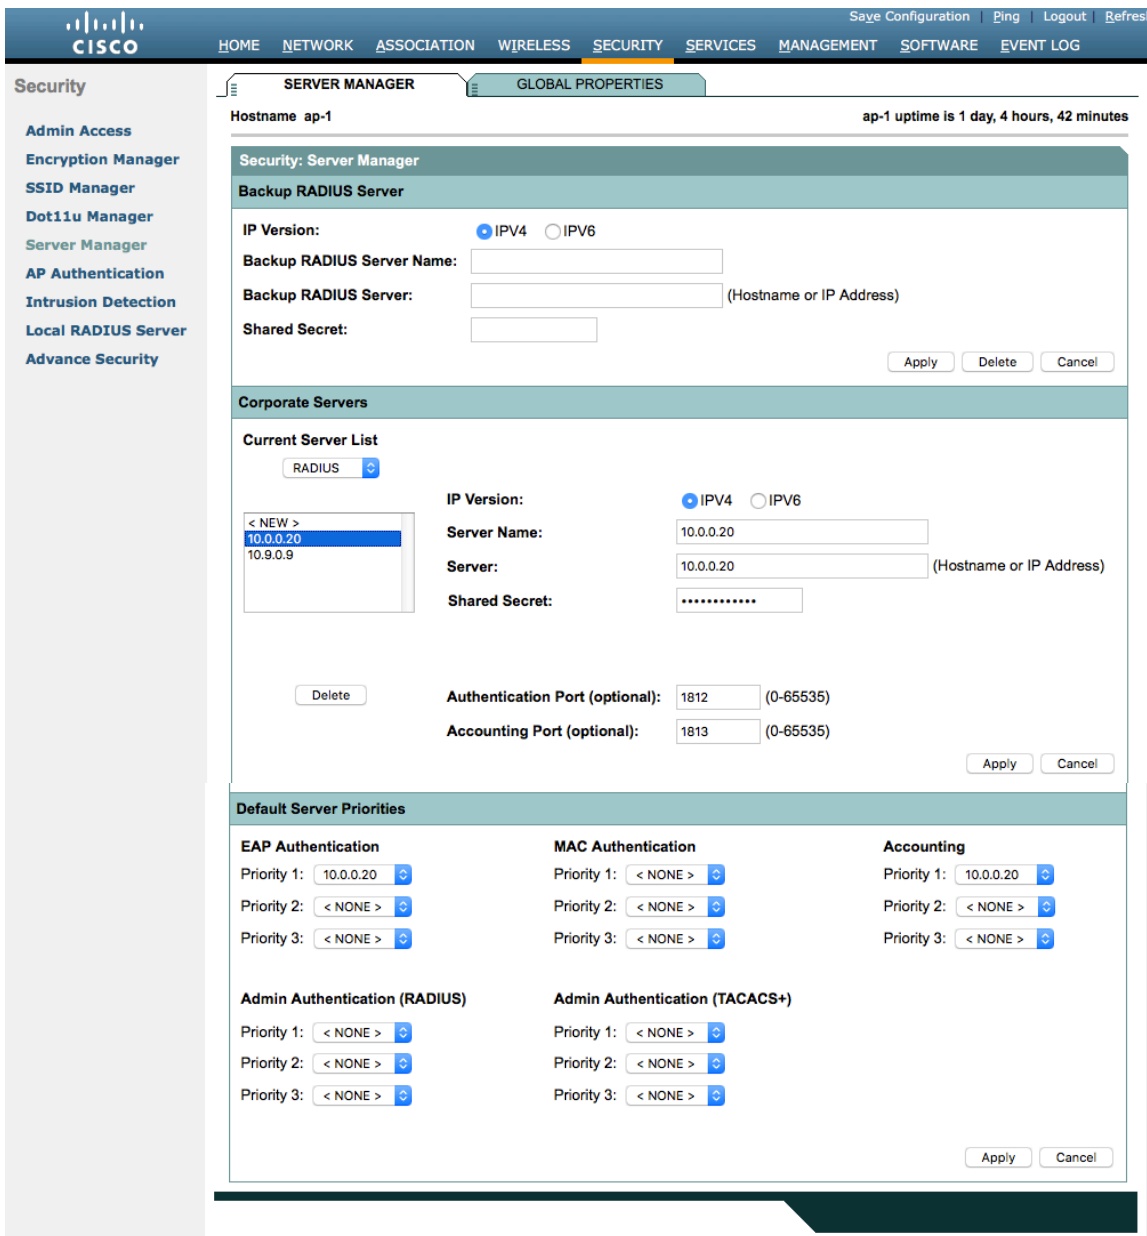 Save Configuration | Ping | Logout | Refres
CISCO
HOME NETWORK ASSOCIATION WIRELESS SECURITY SERVICES MANAGEMENT SOFTWARE EVENT LOG
Security
Admin Access
Encryption Manager
SSID Manager
Dot11u Manager
Server Manager
AP Authentication
Intrusion Detection
Local RADIUS Server
Advance Security
SERVER MANAGER GLOBAL PROPERTIES
Hostname ap-1 ap-1 uptime is 1 day, 4 hours, 42 minutes
Security: Server Manager
Backup RADIUS Server
IP Version: IPV4 IPV6
Backup RADIUS Server Name:
Backup RADIUS Server: (Hostname or IP Address)
Shared Secret:
Apply Delete Cancel
Corporate Servers
Current Server List
RADIUS
< NEW >
10.0.0.20
10.9.0.9
IP Version: IPV4 IPV6
Server Name: 10.0.0.20
Server: 10.0.0.20 (Hostname or IP Address)
Shared Secret: ••••••••••••
Delete
Authentication Port (optional): 1812 (0-65535)
Accounting Port (optional): 1813 (0-65535)
Apply Cancel
Default Server Priorities
EAP Authentication MAC Authentication Accounting
Priority 1: 10.0.0.20 Priority 1: < NONE > Priority 1: 10.0.0.20
Priority 2: < NONE > Priority 2: < NONE > Priority 2: < NONE >
Priority 3: < NONE > Priority 3: < NONE > Priority 3: < NONE >
Admin Authentication (RADIUS) Admin Authentication (TACACS+)
Priority 1: < NONE > Priority 1: < NONE >
Priority 2: < NONE > Priority 2: < NONE >
Priority 3: < NONE > Priority 3: < NONE >
Apply Cancel